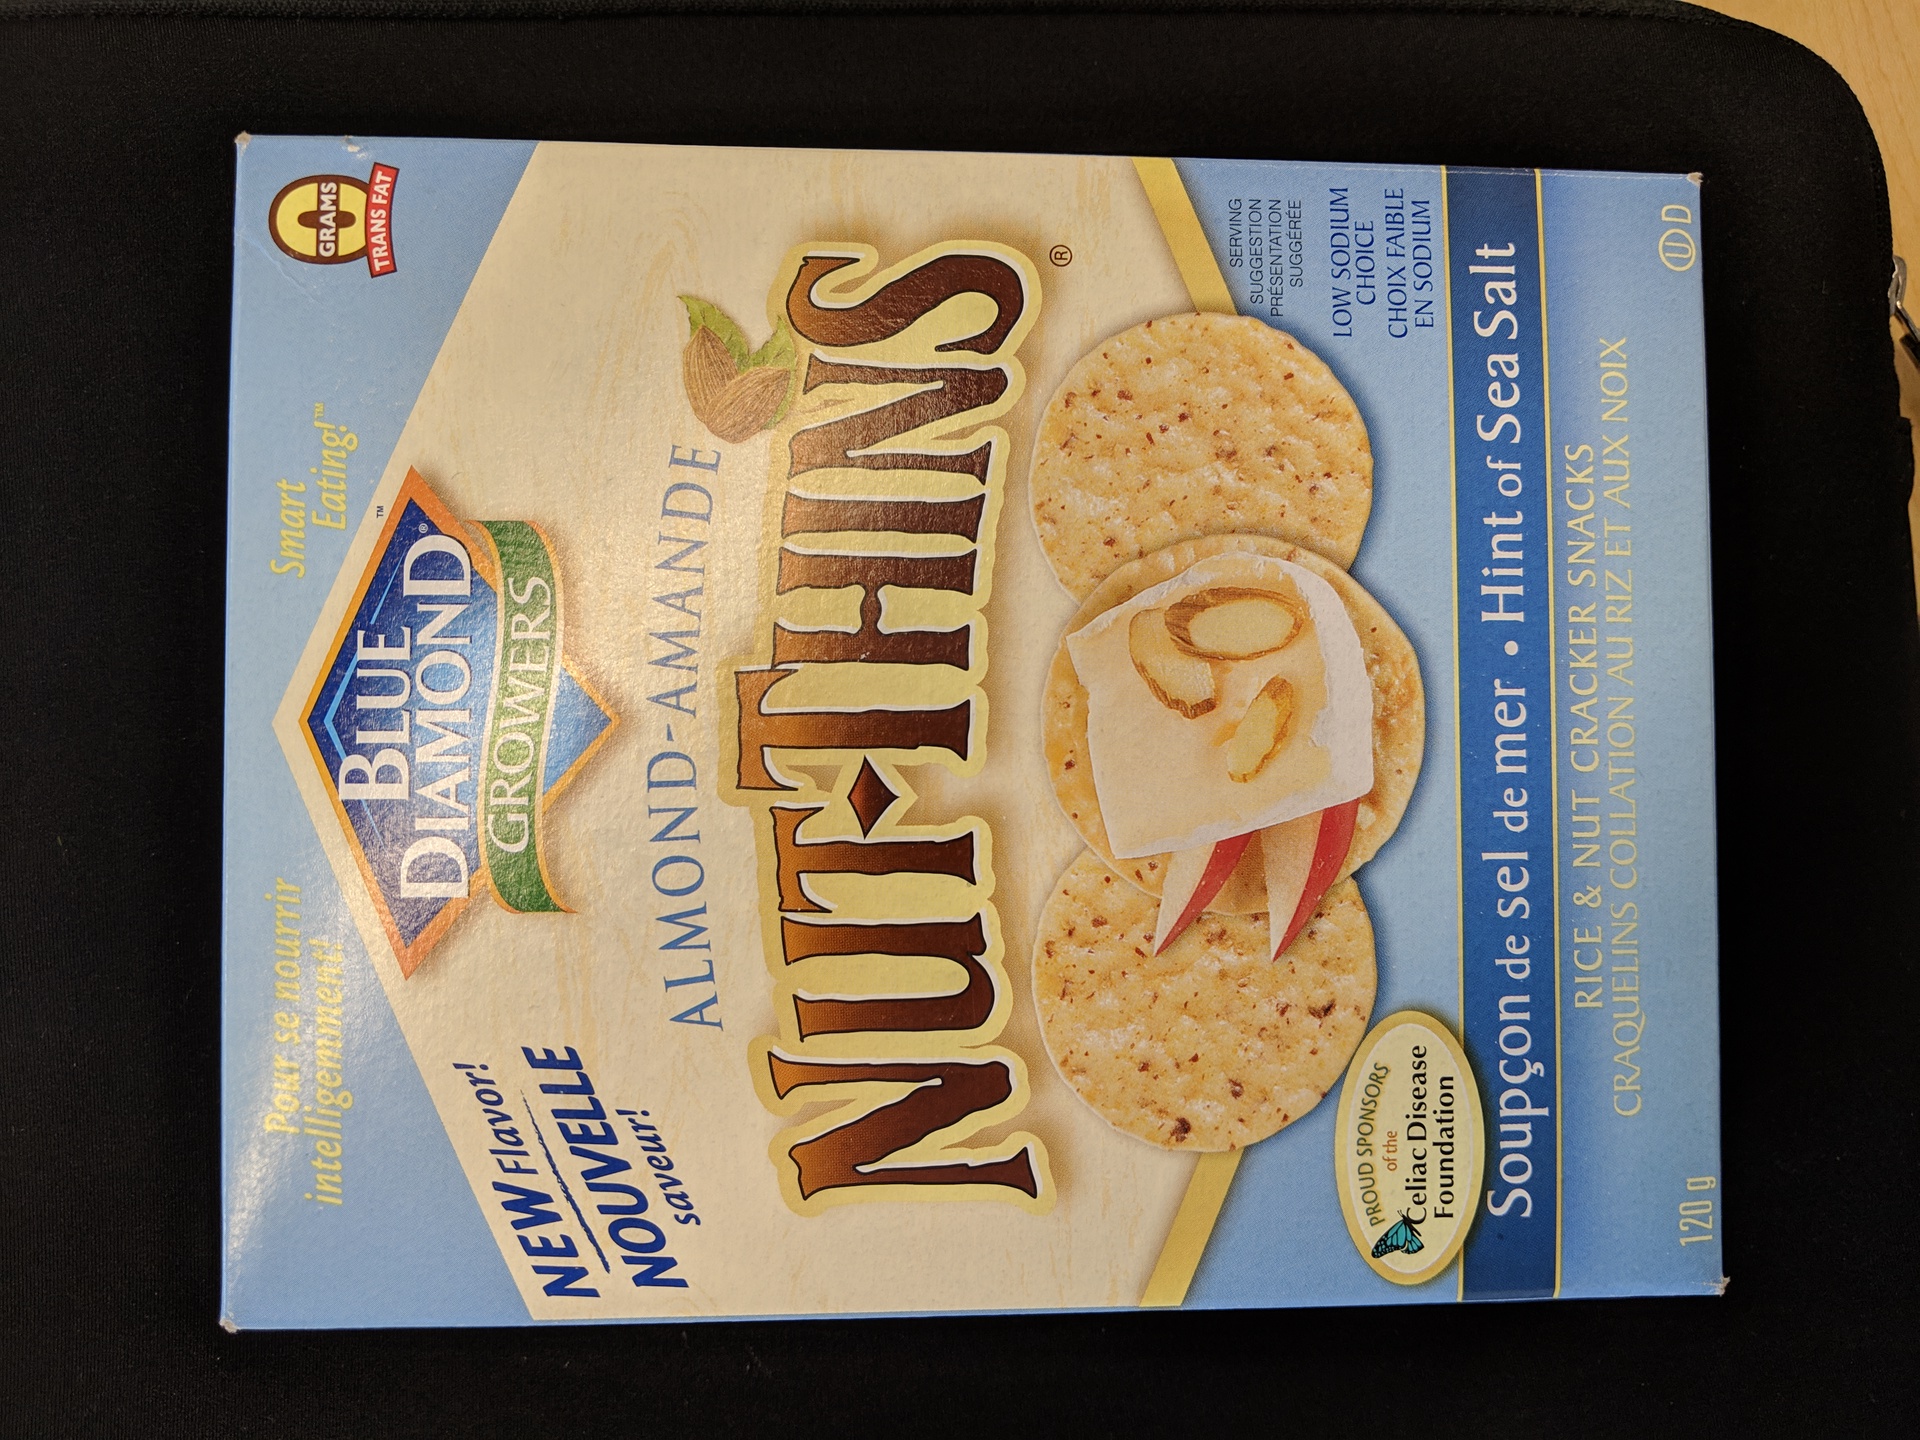 Pour se nourrir
intelligemment!
Smart
Eating!™
0
GRAMS
TRANS FAT
BLUE
DIAMOND®
GROWERS
™
NEW Flavor!
NOUVELLE
saveur!
ALMOND-AMANDE
NUT-THINS
®
SERVING
SUGGESTION
PRÉSENTATION
SUGGÉRÉE
LOW SODIUM
CHOICE
CHOIX FAIBLE
EN SODIUM
PROUD SPONSORS
of the
Celiac Disease
Foundation
Soupçon de sel de mer • Hint of Sea Salt
RICE & NUT CRACKER SNACKS
CRAQUELINS COLLATION AU RIZ ET AUX NOIX
120 g
U D